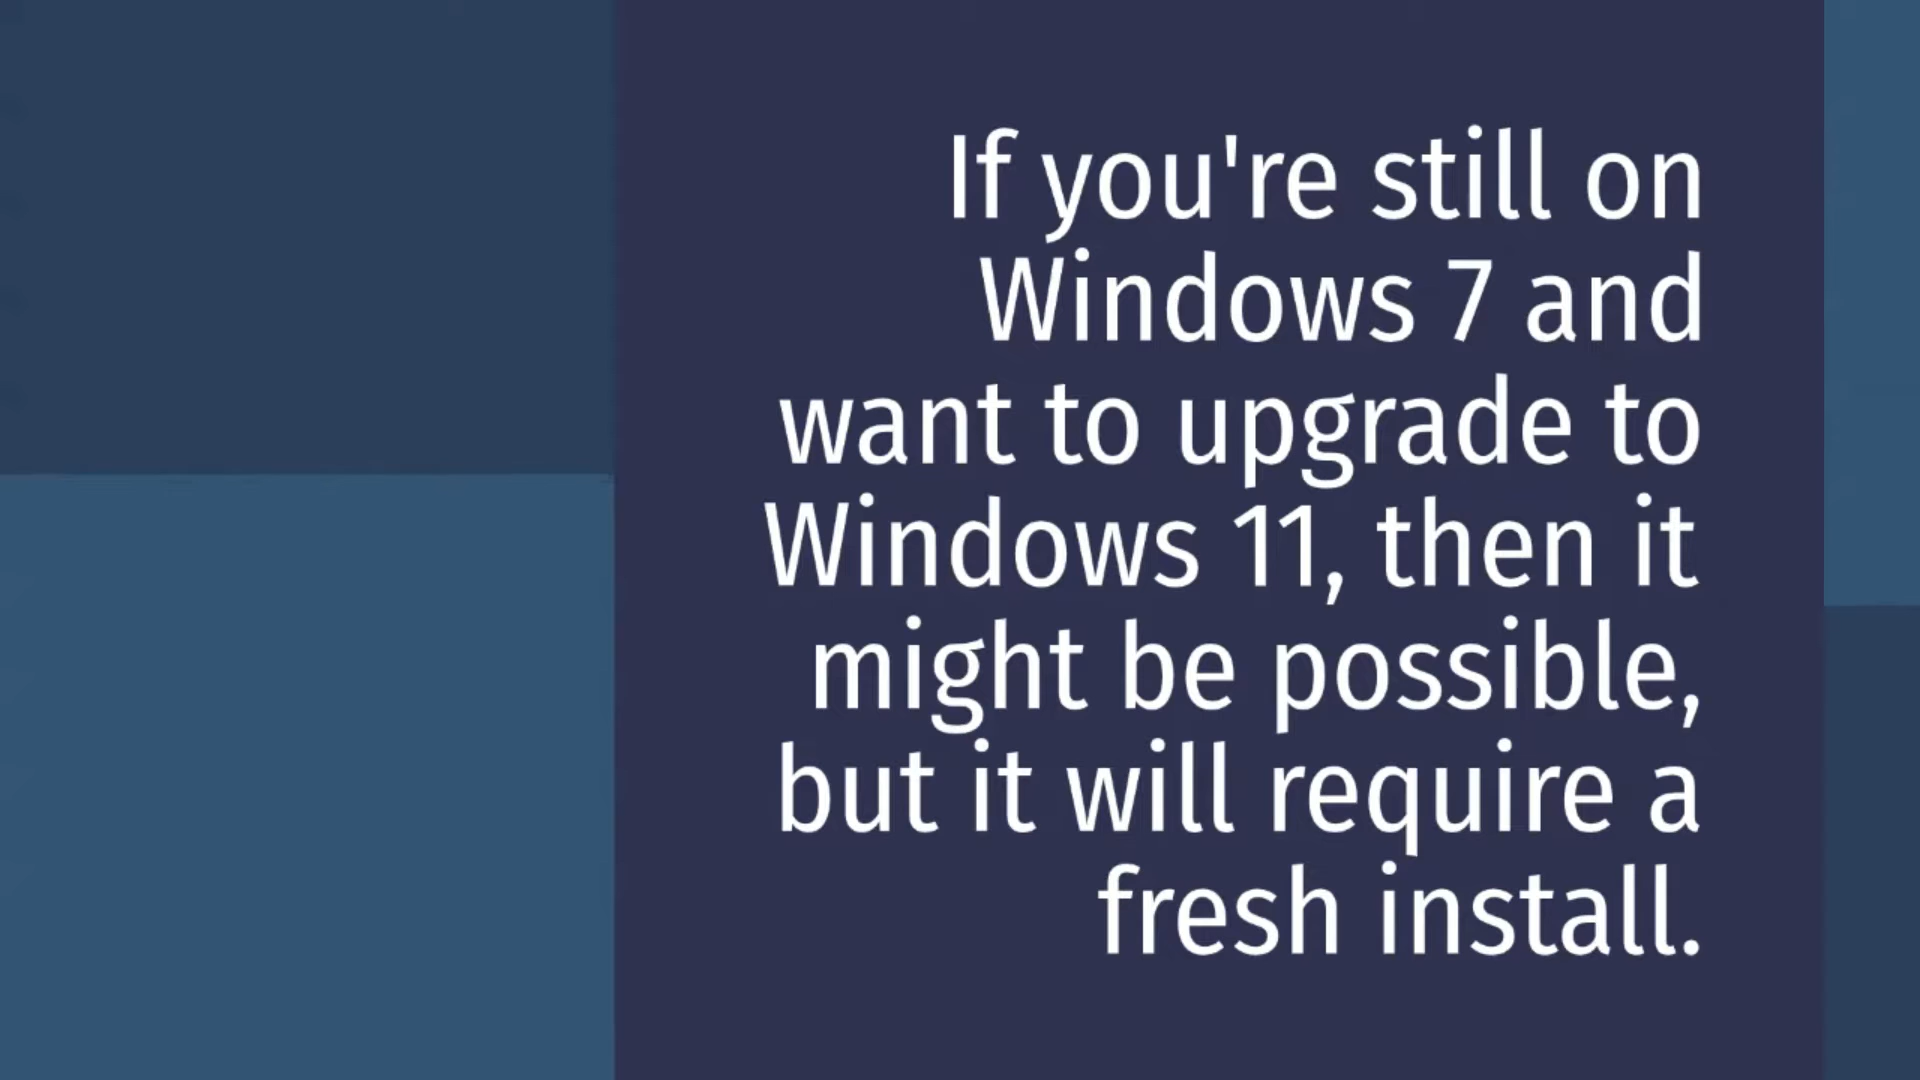 If you're still on
Windows 7 and
want to upgrade to
Windows 11, then it
might be possible,
but it will require a
fresh install.